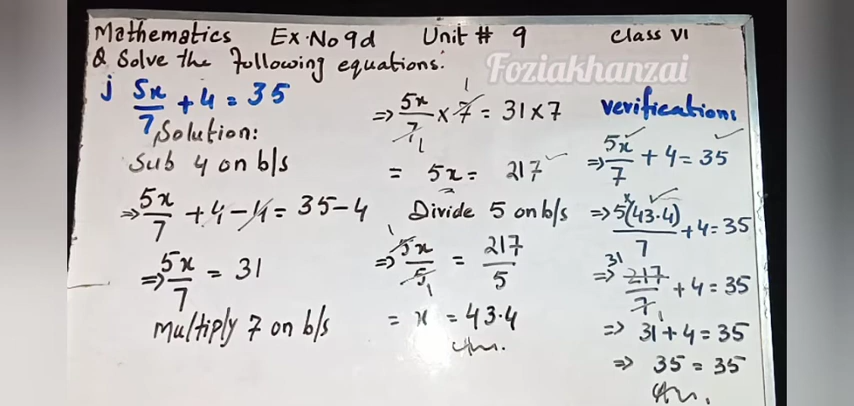 Mathematics Ex.No 9d Unit # 9 Class VI
Q Solve the following equations:
Foziakhanzai
j 5x/7 + 4 = 35
Solution:
Sub 4 on b/s
⇒ 5x/7 + 4 - 4 = 35 - 4
⇒ 5x/7 = 31
Multiply 7 on b/s
⇒ 5x/7 × 7 = 31 × 7
= 5x = 217
Divide 5 on b/s
⇒ 5x/5 = 217/5
= x = 43.4
Ans.
verifications
⇒ 5x/7 + 4 = 35
⇒ 5(43.4)/7 + 4 = 35
⇒ 217/7 + 4 = 35
⇒ 31 + 4 = 35
⇒ 35 = 35
Ans.